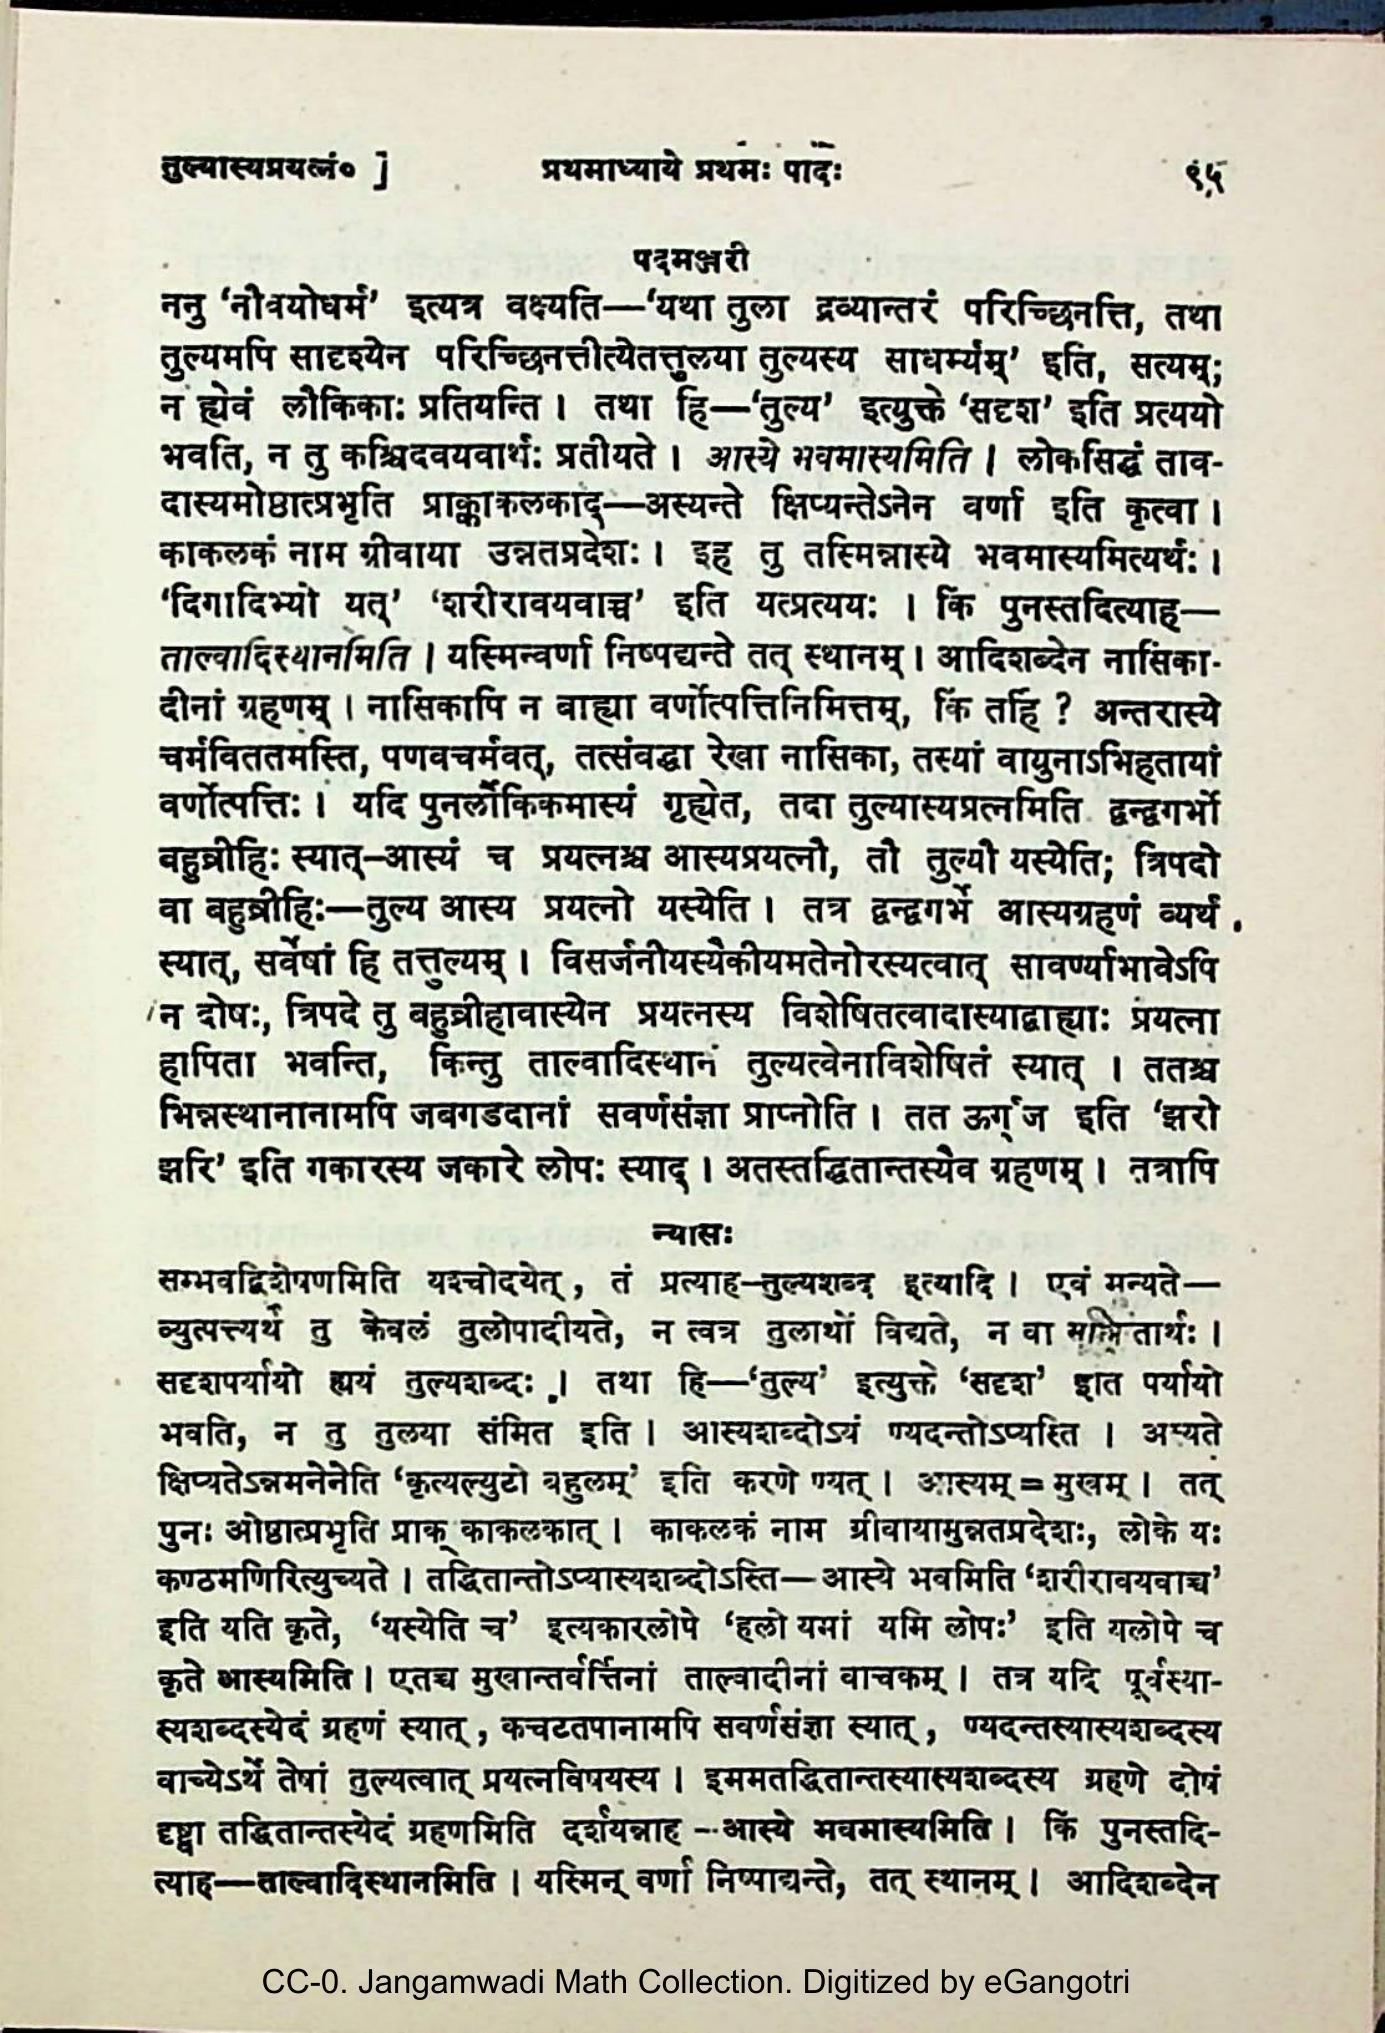 तुल्यास्यप्रयत्नं० ]
प्रथमाध्याये प्रथमः पादः
९५
पदमञ्जरी
ननु ‘नौवयोधर्म’ इत्यत्र वक्ष्यति—‘यथा तुला द्रव्यान्तरं परिच्छिनत्ति, तथा
तुल्यमपि सादृश्येन परिच्छिनत्तीत्येतत्तुलया तुल्यस्य साधर्म्यम्’ इति, सत्यम्;
न ह्येवं लौकिकाः प्रतियन्ति । तथा हि—‘तुल्य’ इत्युक्ते ‘सदृश’ इति प्रत्ययो
भवति, न तु कश्चिदवयवार्थः प्रतीयते । आस्ये भवमास्यमिति । लोकसिद्धं ताव-
दास्यमोष्ठात्प्रभृति प्राक्काकलकाद्—अस्यन्ते क्षिप्यन्तेऽनेन वर्णा इति कृत्वा ।
काकलकं नाम ग्रीवाया उन्नतप्रदेशः । इह तु तस्मिन्नास्ये भवमास्यमित्यर्थः ।
‘दिगादिभ्यो यत्’ ‘शरीरावयवाच्च’ इति यत्प्रत्ययः । किं पुनस्तदित्याह—
ताल्वादिस्थानमिति । यस्मिन्वर्णा निष्पद्यन्ते तत् स्थानम् । आदिशब्देन नासिका-
दीनां ग्रहणम् । नासिकापि न बाह्या वर्णोत्पत्तिनिमित्तम्, किं तर्हि ? अन्तरास्ये
चर्मविततमस्ति, पणवचर्मवत्, तत्संवद्धा रेखा नासिका, तस्यां वायुनाऽभिहतायां
वर्णोत्पत्तिः । यदि पुनर्लौकिकमास्यं गृह्येत, तदा तुल्यास्यप्रत्नमिति द्वन्द्वगर्भो
वहुव्रीहिः स्यात्–आस्यं च प्रयत्नश्च आस्यप्रयत्नौ, तौ तुल्यौ यस्येति; त्रिपदो
वा बहुव्रीहिः—तुल्य आस्य प्रयत्नो यस्येति । तत्र द्वन्द्वगर्भे आस्यग्रहणं व्यर्थं
स्यात्, सर्वेषां हि तत्तुल्यम् । विसर्जनीयस्यैकीयमतेनोरस्यत्वात् सावर्ण्याभावेऽपि
न दोषः, त्रिपदे तु बहुव्रीहावास्येन प्रयत्नस्य विशेषितत्वादास्याद्वाह्याः प्रयत्ना
हापिता भवन्ति, किन्तु ताल्वादिस्थानं तुल्यत्वेनाविशेषितं स्यात् । ततश्च
भिन्नस्थानानामपि जबगडदानां सवर्णसंज्ञा प्राप्नोति । तत ऊर्ग् ज इति ‘झरो
झरि’ इति गकारस्य जकारे लोपः स्याद् । अतस्तद्धितान्तस्यैव ग्रहणम् । तत्रापि
न्यासः
सम्भवद्विशेषणमिति यश्चोदयेत्, तं प्रत्याह–तुल्यशब्द इत्यादि । एवं मन्यते—
व्युत्पत्त्यर्थं तु केवलं तुलोपादीयते, न त्वत्र तुलार्थो विद्यते, न वा
सदृशपर्यायो ह्ययं तुल्यशब्दः । तथा हि—‘तुल्य’ इत्युक्ते ‘सदृश’ इति पर्यायो
भवति, न तु तुलया संमित इति । आस्यशब्दोऽयं ण्यदन्तोऽप्यस्ति । अस्यते
क्षिप्यतेऽन्नमनेनेति ‘कृत्यल्युटो बहुलम्’ इति करणे ण्यत् । आस्यम् = मुखम् । तत्
पुनः ओष्ठात्प्रभृति प्राक् काकलकात् । काकलकं नाम ग्रीवायामुन्नतप्रदेशः, लोके यः
कण्ठमणिरित्युच्यते । तद्धितान्तोऽप्यास्यशब्दोऽस्ति—आस्ये भवमिति ‘शरीरावयवाच्च’
इति यति कृते, ‘यस्येति च’ इत्यकारलोपे ‘हलो यमां यमि लोपः’ इति यलोपे च
कृते आस्यमिति । एतच्च मुखान्तर्वर्त्तिनां ताल्वादीनां वाचकम् । तत्र यदि पूर्वस्या-
स्यशब्दस्येदं ग्रहणं स्यात्, कचटतपानामपि सवर्णसंज्ञा स्यात्, ण्यदन्तस्यास्यशब्दस्य
वाच्येऽर्थे तेषां तुल्यत्वात् प्रयत्नविषयस्य । इममतद्धितान्तस्यास्यशब्दस्य ग्रहणे दोषं
दृष्ट्वा तद्धितान्तस्येदं ग्रहणमिति दर्शयन्नाह—आस्ये भवमास्यमिति । किं पुनस्तदि-
त्याह—ताल्वादिस्थानमिति । यस्मिन् वर्णा निष्पाद्यन्ते, तत् स्थानम् । आदिशब्देन
CC-0. Jangamwadi Math Collection. Digitized by eGangotri